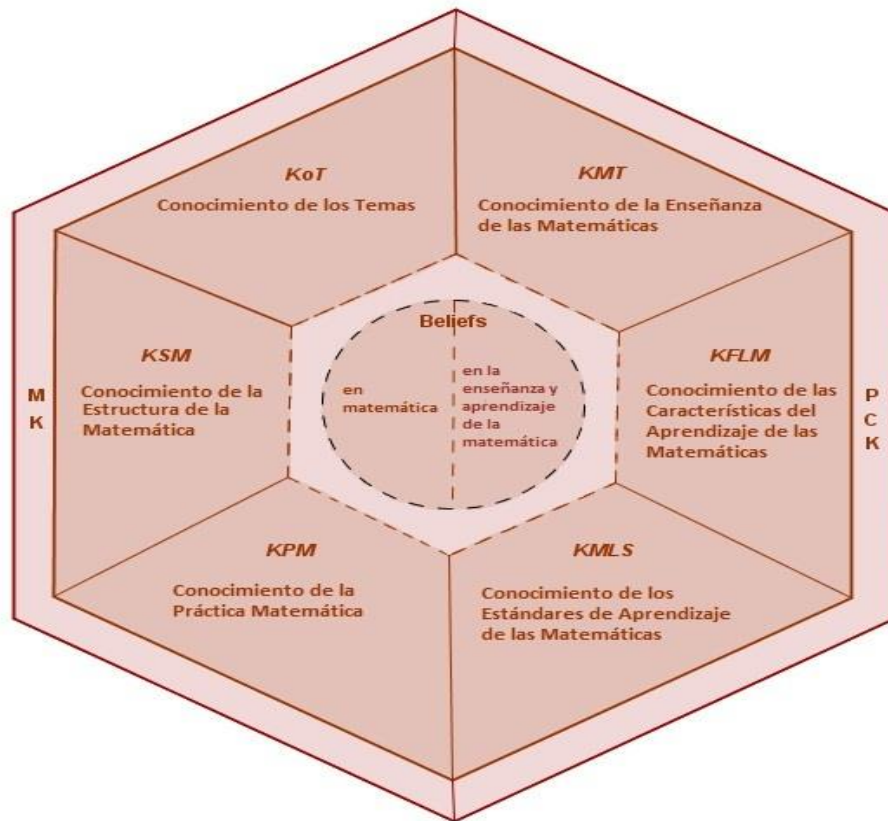 KoT
Conocimiento de los Temas
KMT
Conocimiento de la Enseñanza
de las Matemáticas
Beliefs
en
matemática
en la
enseñanza y
aprendizaje
de la
matemática
M
K
KSM
Conocimiento de la
Estructura de la
Matemática
KFLM
Conocimiento de las
Características del
Aprendizaje de las
Matemáticas
P
C
K
KPM
Conocimiento de la
Práctica Matemática
KMLS
Conocimiento de los
Estándares de Aprendizaje
de las Matemáticas